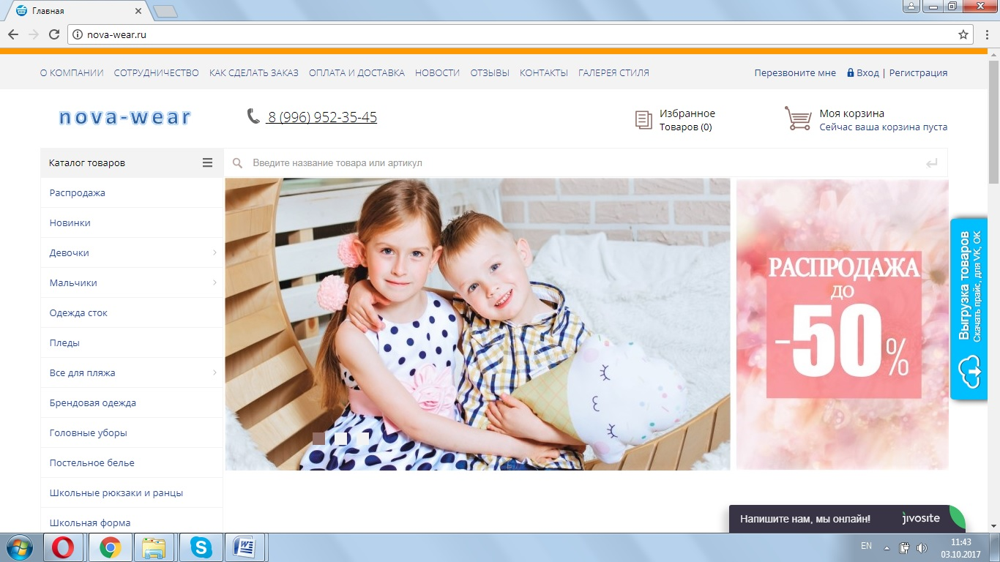 Главная
nova-wear.ru
О КОМПАНИИ СОТРУДНИЧЕСТВО КАК СДЕЛАТЬ ЗАКАЗ ОПЛАТА И ДОСТАВКА НОВОСТИ ОТЗЫВЫ КОНТАКТЫ ГАЛЕРЕЯ СТИЛЯ Перезвоните мне Вход | Регистрация
nova-wear
8 (996) 952-35-45
Избранное
Товаров (0)
Моя корзина
Сейчас ваша корзина пуста
Каталог товаров
Введите название товара или артикул
Распродажа
Новинки
Девочки
Мальчики
Одежда сток
Пледы
Все для пляжа
Брендовая одежда
Головные уборы
Постельное белье
Школьные рюкзаки и ранцы
Школьная форма
РАСПРОДАЖА
ДО
-50%
Выгрузка товаров
Скачать прайс, для VK, OK
Напишите нам, мы онлайн! jivosite
EN
11:43
03.10.2017